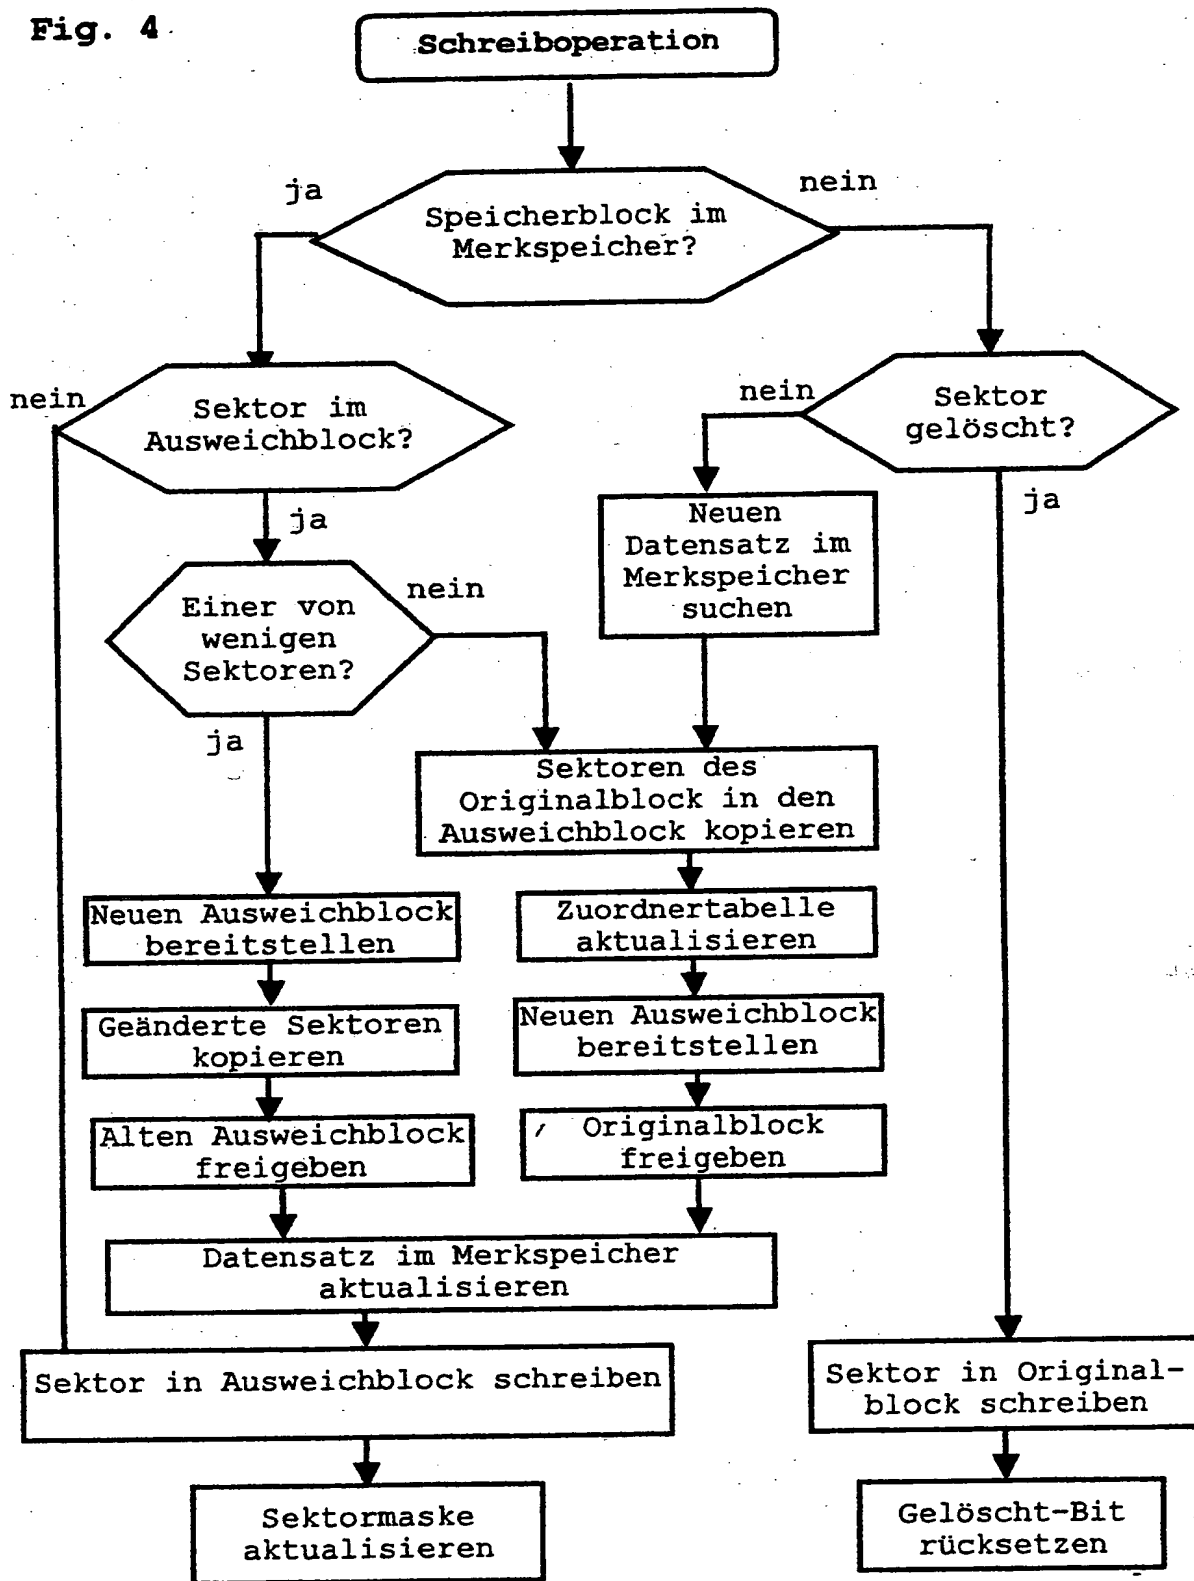 Fig. 4
Schreiboperation
ja
nein
Speicherblock im
Merkspeicher?
nein
Sektor im
Ausweichblock?
nein
Sektor
gelöscht?
ja
ja
Neuen
Datensatz im
Merkspeicher
suchen
Einer von
wenigen
Sektoren?
nein
ja
Sektoren des
Originalblock in den
Ausweichblock kopieren
Neuen Ausweichblock
bereitstellen
Zuordnertabelle
aktualisieren
Geänderte Sektoren
kopieren
Neuen Ausweichblock
bereitstellen
Alten Ausweichblock
freigeben
Originalblock
freigeben
Datensatz im Merkspeicher
aktualisieren
Sektor in Ausweichblock schreiben
Sektor in Original-
block schreiben
Sektormaske
aktualisieren
Gelöscht-Bit
rücksetzen